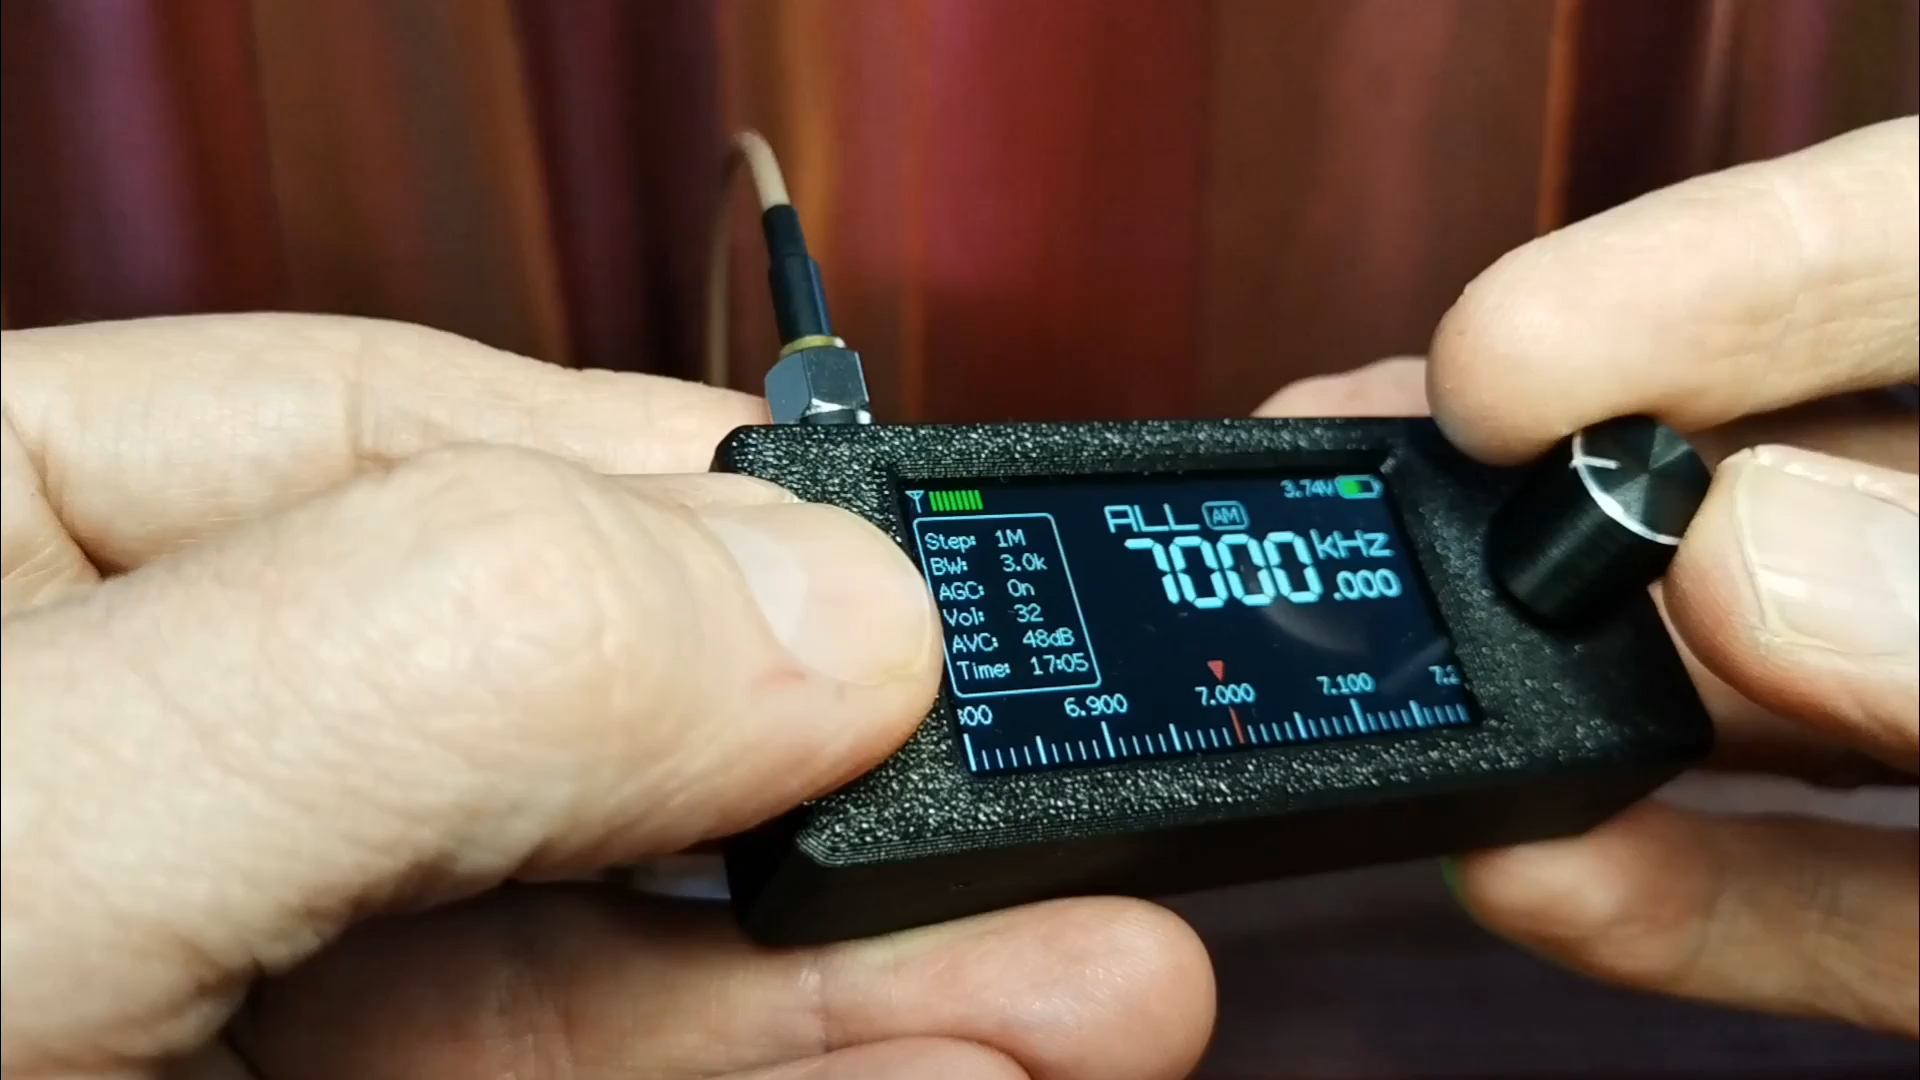 3.74V
ALL AM
7000 kHz
.000
Step: 1M
BW: 3.0k
AGC: On
Vol: 32
AVC: 48dB
Time: 17:05
6.900 7.000 7.100